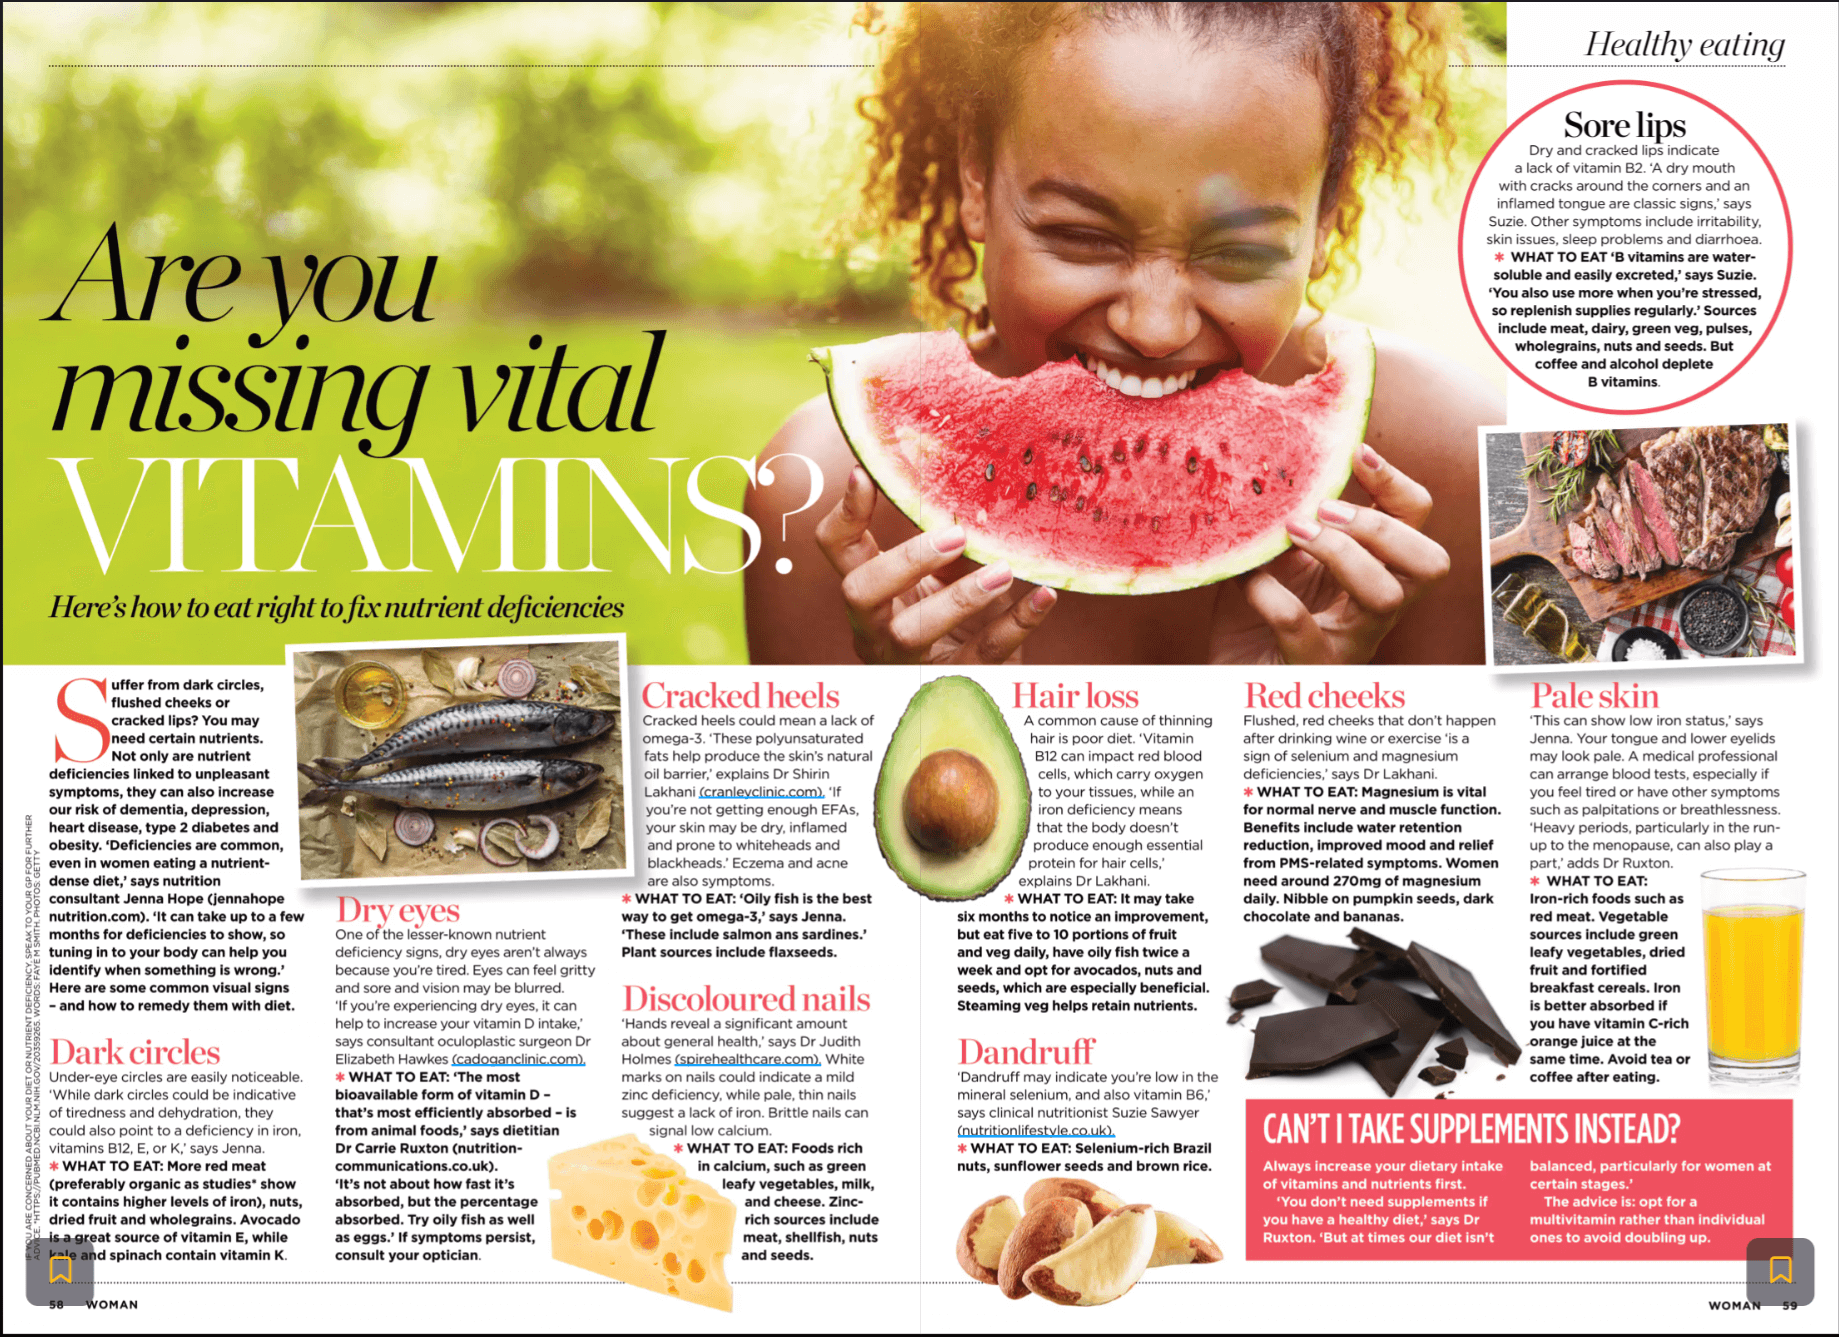 Healthy eating
Are you
missing vital
VITAMINS?
Here's how to eat right to fix nutrient deficiencies
Suffer from dark circles,
flushed cheeks or
cracked lips? You may
need certain nutrients.
Not only are nutrient
deficiencies linked to unpleasant
symptoms, they can also increase
our risk of dementia, depression,
heart disease, type 2 diabetes and
obesity. ‘Deficiencies are common,
even in women eating a nutrient-
dense diet,’ says nutrition
consultant Jenna Hope (jennahope
nutrition.com). ‘It can take up to a few
months for deficiencies to show, so
tuning in to your body can help you
identify when something is wrong.’
Here are some common visual signs
– and how to remedy them with diet.
Dark circles
Under-eye circles are easily noticeable.
‘While dark circles could be indicative
of tiredness and dehydration, they
could also point to a deficiency in iron,
vitamins B12, E, or K,’ says Jenna.
* WHAT TO EAT: More red meat
(preferably organic as studies* show
it contains higher levels of iron), nuts,
dried fruit and wholegrains. Avocado
is a great source of vitamin E, while
kale and spinach contain vitamin K.
Dry eyes
One of the lesser-known nutrient
deficiency signs, dry eyes aren’t always
because you’re tired. Eyes can feel gritty
and sore and vision may be blurred.
‘If you’re experiencing dry eyes, it can
help to increase your vitamin D intake,’
says consultant oculoplastic surgeon Dr
Elizabeth Hawkes (cadoganclinic.com).
* WHAT TO EAT: ‘The most
bioavailable form of vitamin D –
that’s most efficiently absorbed – is
from animal foods,’ says dietitian
Dr Carrie Ruxton (nutrition-
communications.co.uk).
‘It’s not about how fast it’s
absorbed, but the percentage
absorbed. Try oily fish as well
as eggs.’ If symptoms persist,
consult your optician.
Cracked heels
Cracked heels could mean a lack of
omega-3. ‘These polyunsaturated
fats help produce the skin’s natural
oil barrier,’ explains Dr Shirin
Lakhani (cranleyclinic.com). ‘If
you’re not getting enough EFAs,
your skin may be dry, inflamed
and prone to whiteheads and
blackheads.’ Eczema and acne
are also symptoms.
* WHAT TO EAT: ‘Oily fish is the best
way to get omega-3,’ says Jenna.
‘These include salmon ans sardines.’
Plant sources include flaxseeds.
Discoloured nails
‘Hands reveal a significant amount
about general health,’ says Dr Judith
Holmes (spirehealthcare.com). White
marks on nails could indicate a mild
zinc deficiency, while pale, thin nails
suggest a lack of iron. Brittle nails can
signal low calcium.
* WHAT TO EAT: Foods rich
in calcium, such as green
leafy vegetables, milk,
and cheese. Zinc-
rich sources include
meat, shellfish, nuts
and seeds.
Hair loss
A common cause of thinning
hair is poor diet. ‘Vitamin
B12 can impact red blood
cells, which carry oxygen
to your tissues, while an
iron deficiency means
that the body doesn’t
produce enough essential
protein for hair cells,’
explains Dr Lakhani.
* WHAT TO EAT: It may take
six months to notice an improvement,
but eat five to 10 portions of fruit
and veg daily, have oily fish twice a
week and opt for avocados, nuts and
seeds, which are especially beneficial.
Steaming veg helps retain nutrients.
Dandruff
‘Dandruff may indicate you’re low in the
mineral selenium, and also vitamin B6,’
says clinical nutritionist Suzie Sawyer
(nutritionlifestyle.co.uk).
* WHAT TO EAT: Selenium-rich Brazil
nuts, sunflower seeds and brown rice.
Red cheeks
Flushed, red cheeks that don’t happen
after drinking wine or exercise ‘is a
sign of selenium and magnesium
deficiencies,’ says Dr Lakhani.
* WHAT TO EAT: Magnesium is vital
for normal nerve and muscle function.
Benefits include water retention
reduction, improved mood and relief
from PMS-related symptoms. Women
need around 270mg of magnesium
daily. Nibble on pumpkin seeds, dark
chocolate and bananas.
Sore lips
Dry and cracked lips indicate
a lack of vitamin B2. ‘A dry mouth
with cracks around the corners and an
inflamed tongue are classic signs,’ says
Suzie. Other symptoms include irritability,
skin issues, sleep problems and diarrhoea.
* WHAT TO EAT ‘B vitamins are water-
soluble and easily excreted,’ says Suzie.
‘You also use more when you’re stressed,
so replenish supplies regularly.’ Sources
include meat, dairy, green veg, pulses,
wholegrains, nuts and seeds. But
coffee and alcohol deplete
B vitamins.
Pale skin
‘This can show low iron status,’ says
Jenna. Your tongue and lower eyelids
may look pale. A medical professional
can arrange blood tests, especially if
you feel tired or have other symptoms
such as palpitations or breathlessness.
‘Heavy periods, particularly in the run-
up to the menopause, can also play a
part,’ adds Dr Ruxton.
* WHAT TO EAT:
Iron-rich foods such as
red meat. Vegetable
sources include green
leafy vegetables, dried
fruit and fortified
breakfast cereals. Iron
is better absorbed if
you have vitamin C-rich
orange juice at the
same time. Avoid tea or
coffee after eating.
CAN’T I TAKE SUPPLEMENTS INSTEAD?
Always increase your dietary intake
of vitamins and nutrients first.
‘You don’t need supplements if
you have a healthy diet,’ says Dr
Ruxton. ‘But at times our diet isn’t
balanced, particularly for women at
certain stages.’
The advice is: opt for a
multivitamin rather than individual
ones to avoid doubling up.
IF YOU ARE CONCERNED ABOUT YOUR DIET OR NUTRIENT DEFICIENCY, SPEAK TO YOUR GP FOR FURTHER
ADVICE. *HTTPS://PUBMED.NCBI.NLM.NIH.GOV/20359265. WORDS: FAYE M SMITH. PHOTOS: GETTY
58 WOMAN
WOMAN 59